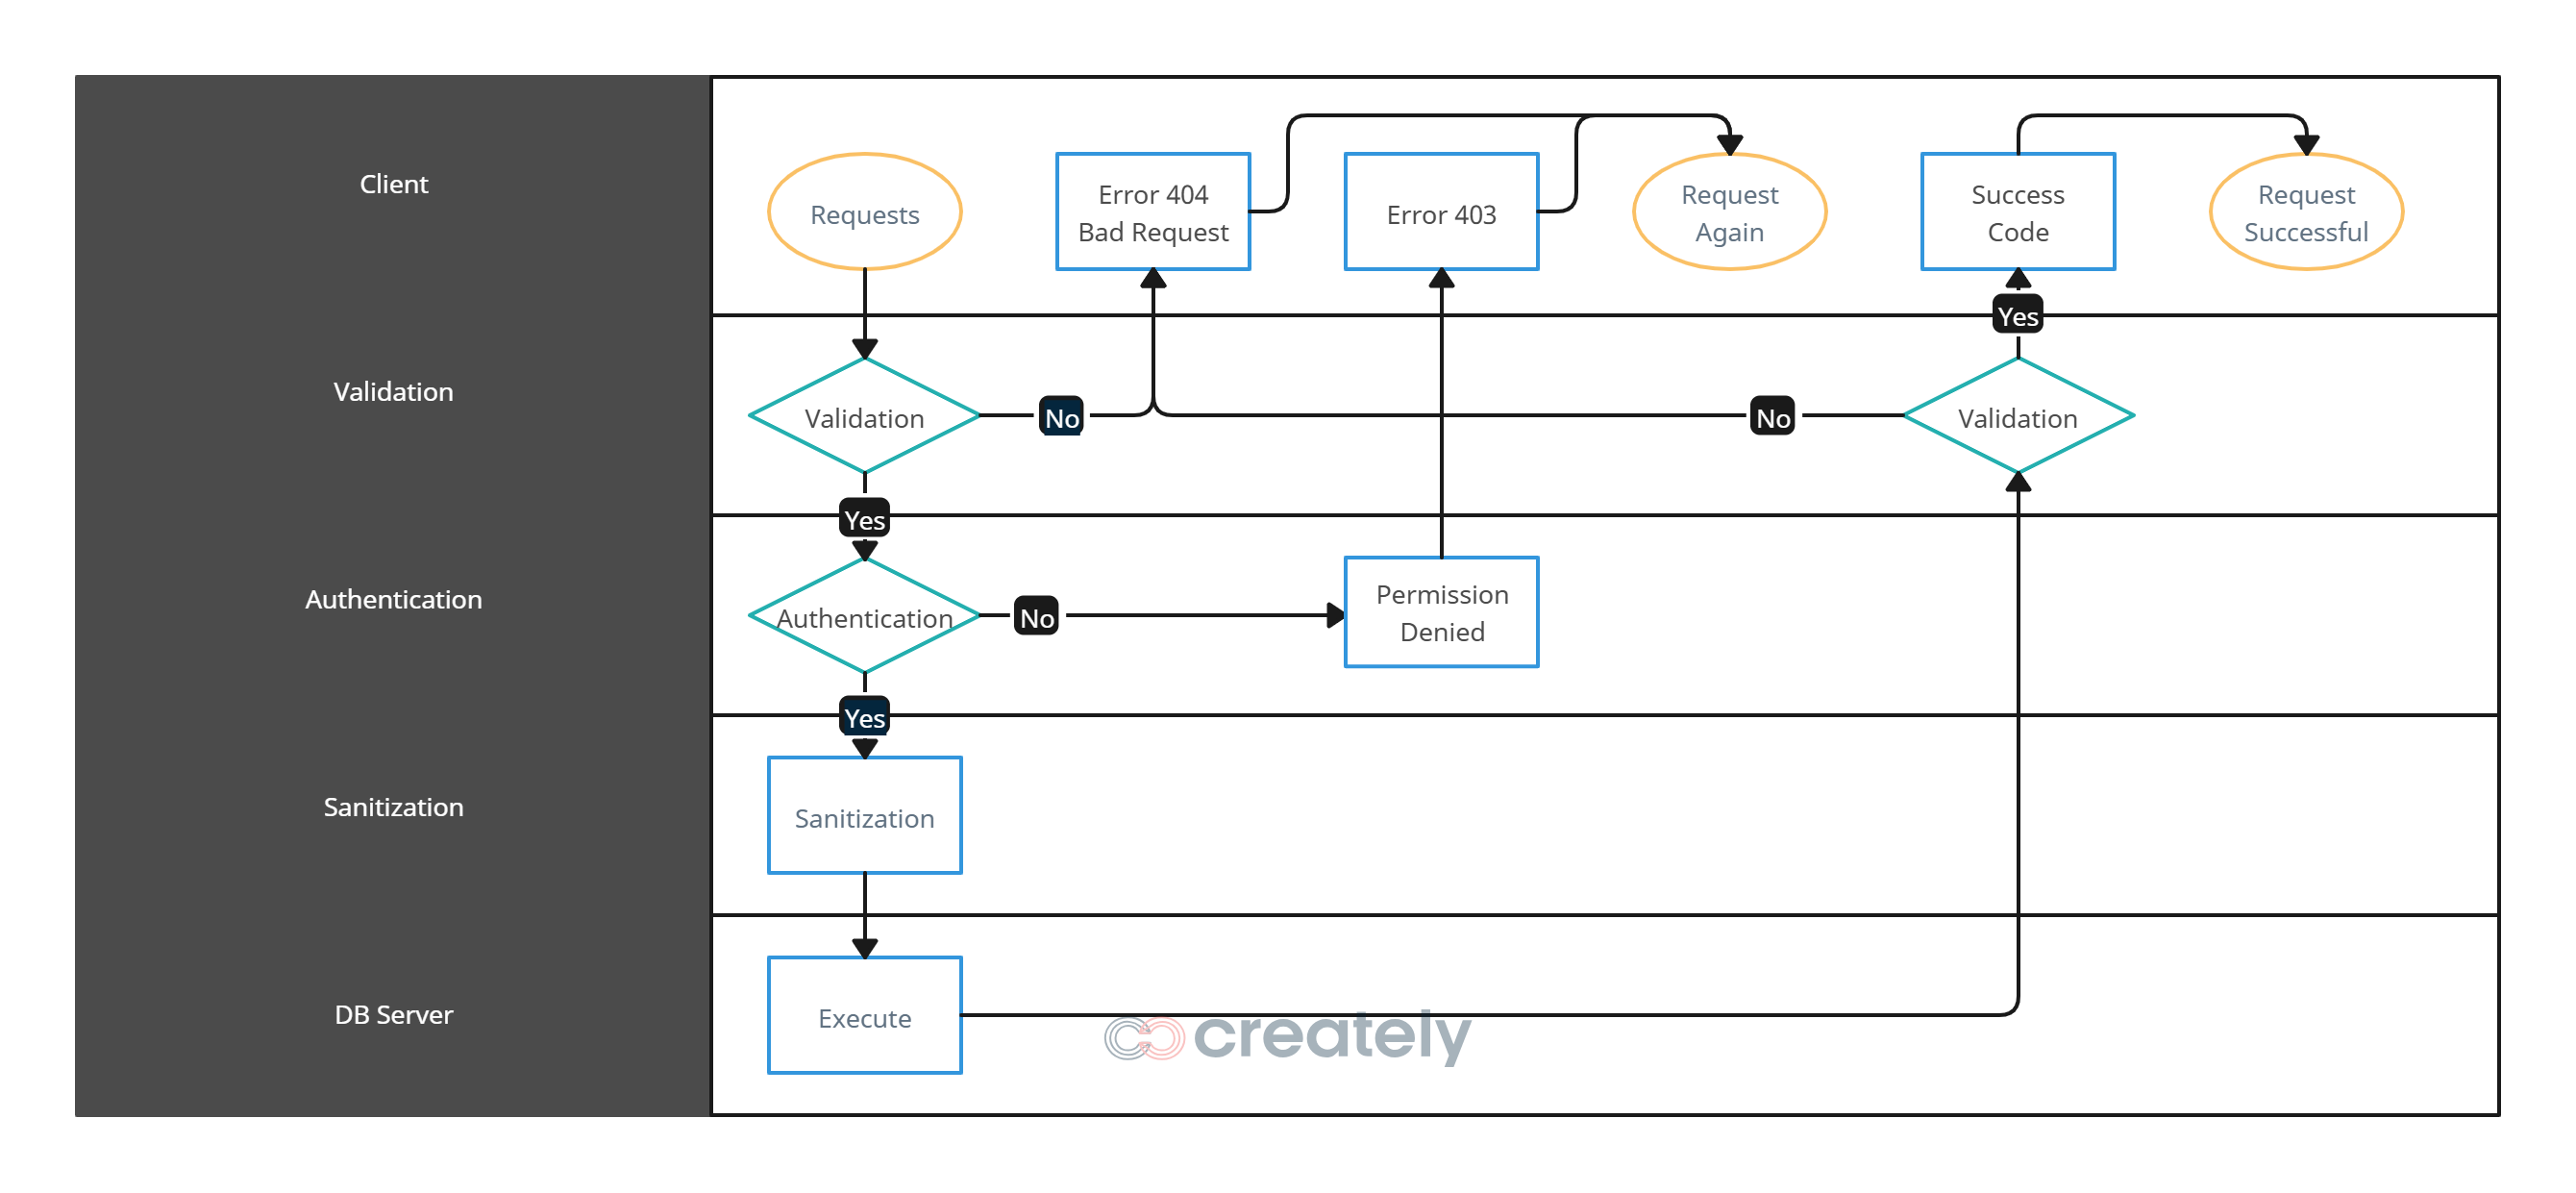 Client
Requests
Error 404
Bad Request
Error 403
Request
Again
Success
Code
Request
Successful
Yes
Validation
Validation
No
No
Validation
Yes
Authentication
Authentication
No
Permission
Denied
Yes
Sanitization
Sanitization
DB Server
Execute
creately